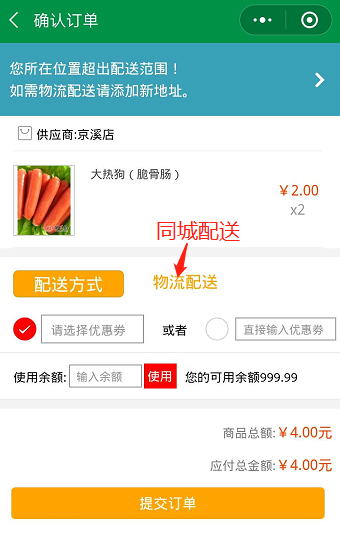 确认订单
您所在位置超出配送范围！
如需物流配送请添加新地址。
供应商:京溪店
大热狗（脆骨肠）
￥2.00
x2
同城配送
配送方式 物流配送
请选择优惠券 或者 直接输入优惠券
使用余额: 输入余额 使用 您的可用余额999.99
商品总额:￥4.00元
应付总金额:￥4.00元
提交订单